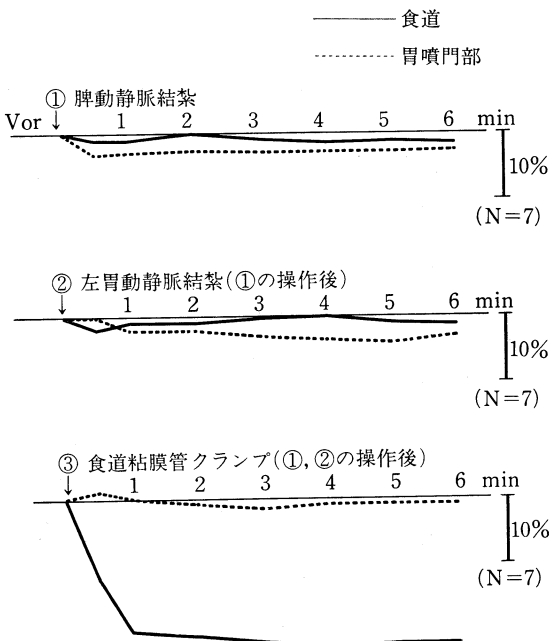 食道
胃噴門部
① 脾動静脈結紮
Vor 1 2 3 4 5 6 min
10%
(N=7)
② 左胃動静脈結紮(①の操作後)
1 2 3 4 5 6 min
10%
(N=7)
③ 食道粘膜管クランプ(①,②の操作後)
1 2 3 4 5 6 min
10%
(N=7)